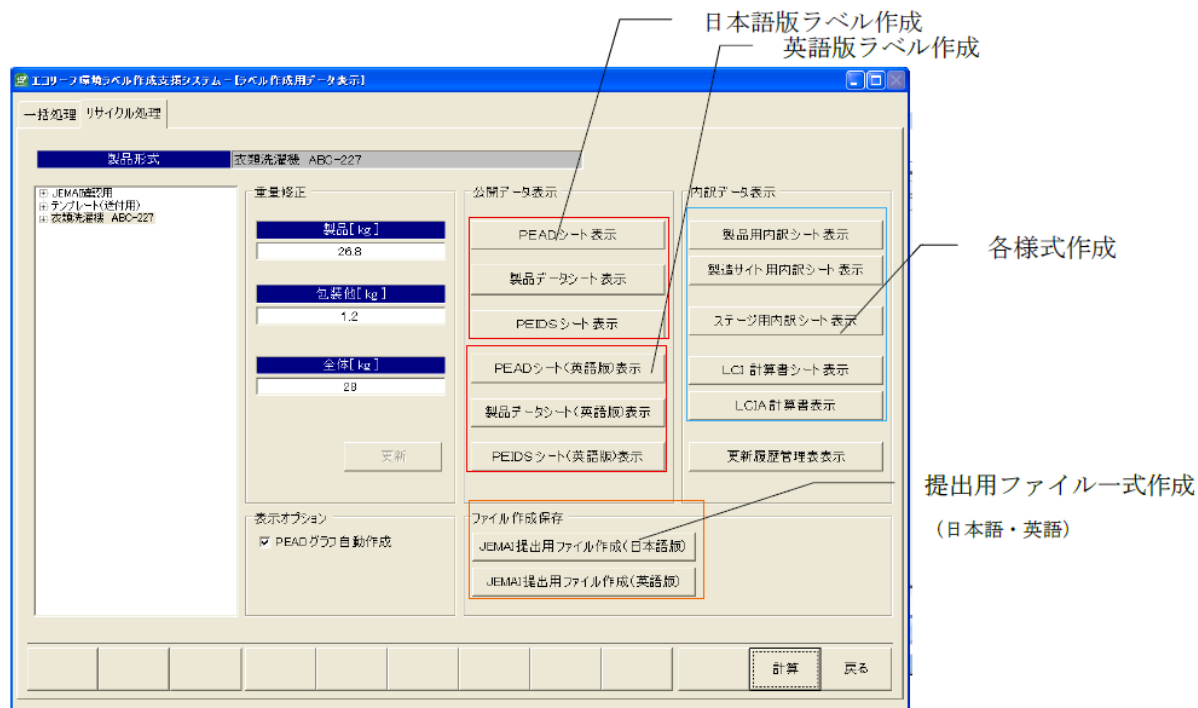 日本語版ラベル作成
英語版ラベル作成
エコリーフ環境ラベル作成支援システム - [ラベル作成用データ表示]
一括処理 リサイクル処理
製品形式 衣類洗濯機 ABC-227
JEMAI確認用
テンプレート(送付用)
衣類洗濯機 ABC-227
重量修正
製品[kg]
26.8
包装他[kg]
1.2
全体[kg]
28
更新
公開データ表示
PEADシート表示
製品データシート表示
PEIDSシート表示
PEADシート(英語版)表示
製品データシート(英語版)表示
PEIDSシート(英語版)表示
内訳データ表示
製品用内訳シート表示
製造サイト用内訳シート表示
ステージ用内訳シート表示
LCI計算書シート表示
LCIA計算書表示
更新履歴管理表表示
各様式作成
表示オプション
PEADグラフ自動作成
ファイル作成保存
JEMAI提出用ファイル作成(日本語版)
JEMAI提出用ファイル作成(英語版)
提出用ファイル一式作成
(日本語・英語)
計算 戻る